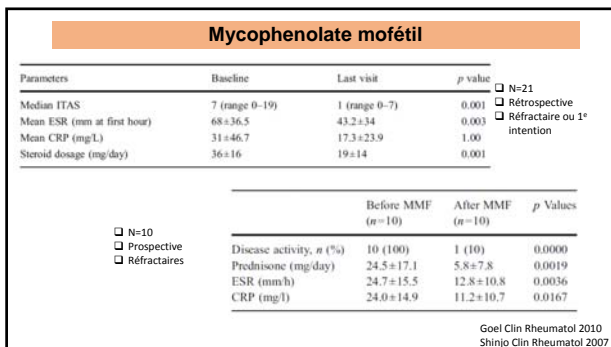 Mycophenolate mofétil
Parameters Baseline Last visit p value
Median ITAS 7 (range 0–19) 1 (range 0–7) 0.001
Mean ESR (mm at first hour) 68±36.5 43.2±34 0.003
Mean CRP (mg/L) 31±46.7 17.3±23.9 1.00
Steroid dosage (mg/day) 36±16 19±14 0.001
❑ N=21
❑ Rétrospective
❑ Réfractaire ou 1e
intention
❑ N=10
❑ Prospective
❑ Réfractaires
Before MMF After MMF p Values
(n=10) (n=10)
Disease activity, n (%) 10 (100) 1 (10) 0.0000
Prednisone (mg/day) 24.5±17.1 5.8±7.8 0.0019
ESR (mm/h) 24.7±15.5 12.8±10.8 0.0036
CRP (mg/l) 24.0±14.9 11.2±10.7 0.0167
Goel Clin Rheumatol 2010
Shinjo Clin Rheumatol 2007